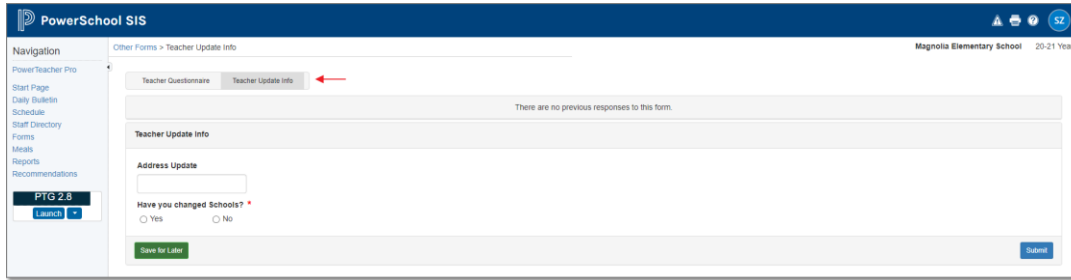 PowerSchool SIS
SZ
Navigation
Other Forms > Teacher Update Info
Magnolia Elementary School 20-21 Yea
PowerTeacher Pro
Start Page
Daily Bulletin
Schedule
Staff Directory
Forms
Meals
Reports
Recommendations
PTG 2.8
Launch
Teacher Questionnaire Teacher Update Info
There are no previous responses to this form.
Teacher Update Info
Address Update
Have you changed Schools? *
Yes No
Save for Later Submit